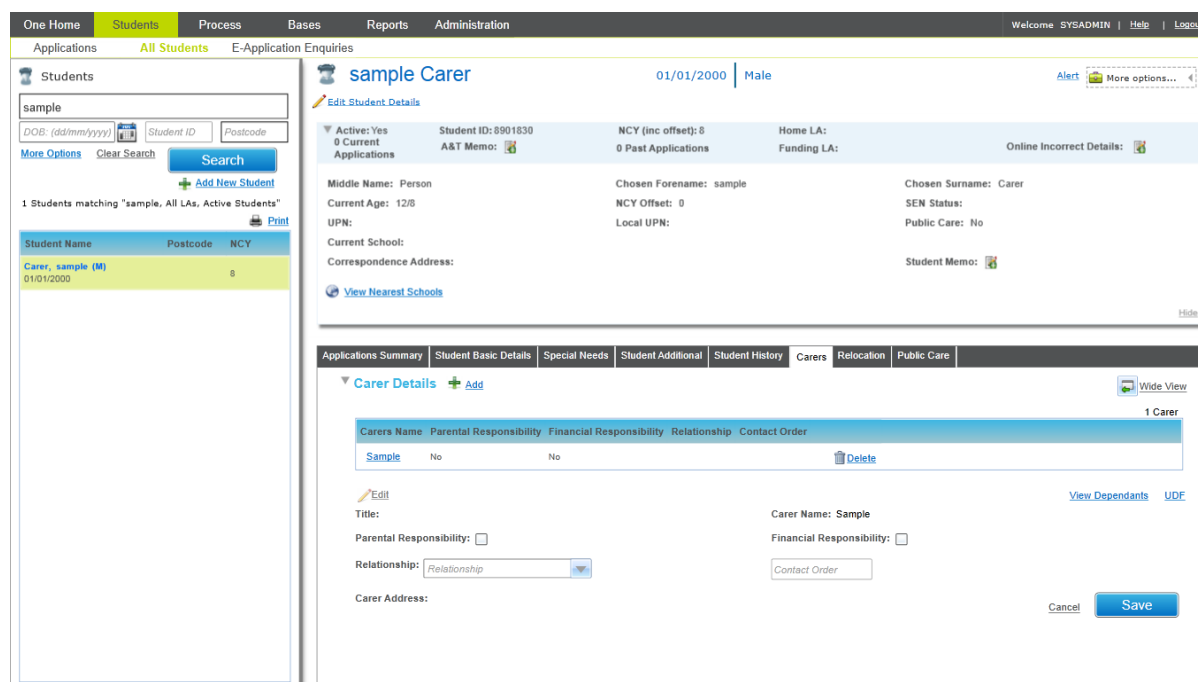 One Home Students Process Bases Reports Administration Welcome SYSADMIN | Help | Logou
Applications All Students E-Application Enquiries
Students
sample
DOB: (dd/mm/yyyy) Student ID Postcode
More Options Clear Search Search
Add New Student
1 Students matching "sample, All LAs, Active Students"
Print
Student Name Postcode NCY
Carer, sample (M)
01/01/2000 8
sample Carer 01/01/2000 Male Alert More options...
Edit Student Details
Active: Yes Student ID: 8901830 NCY (inc offset): 8 Home LA:
0 Current Applications A&T Memo: 0 Past Applications Funding LA: Online Incorrect Details:
Middle Name: Person Chosen Forename: sample Chosen Surname: Carer
Current Age: 12/8 NCY Offset: 0 SEN Status:
UPN: Local UPN: Public Care: No
Current School:
Correspondence Address: Student Memo:
View Nearest Schools
Hide
Applications Summary Student Basic Details Special Needs Student Additional Student History Carers Relocation Public Care
Carer Details Add Wide View
1 Carer
Carers Name Parental Responsibility Financial Responsibility Relationship Contact Order
Sample No No Delete
Edit View Dependants UDF
Title: Carer Name: Sample
Parental Responsibility: Financial Responsibility:
Relationship: Relationship Contact Order
Carer Address:
Cancel Save